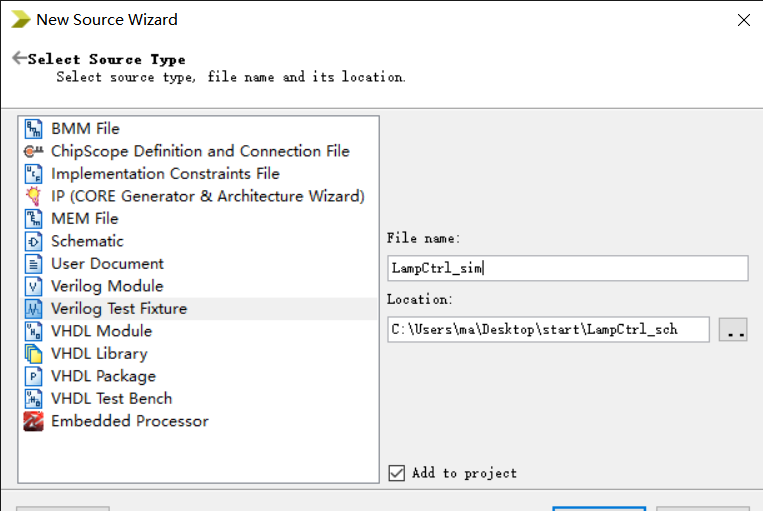 New Source Wizard
Select Source Type
Select source type, file name and its location.
BMM File
ChipScope Definition and Connection File
Implementation Constraints File
IP (CORE Generator & Architecture Wizard)
MEM File
Schematic
User Document
Verilog Module
Verilog Test Fixture
VHDL Module
VHDL Library
VHDL Package
VHDL Test Bench
Embedded Processor
File name:
LampCtrl_sim
Location:
C:\Users\ma\Desktop\start\LampCtrl_sch
..
Add to project